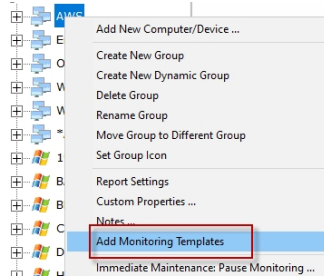 AWS
Add New Computer/Device ...
Create New Group
Create New Dynamic Group
Delete Group
Rename Group
Move Group to Different Group
Set Group Icon
Report Settings
Custom Properties ...
Notes ...
Add Monitoring Templates
Immediate Maintenance: Pause Monitoring ...